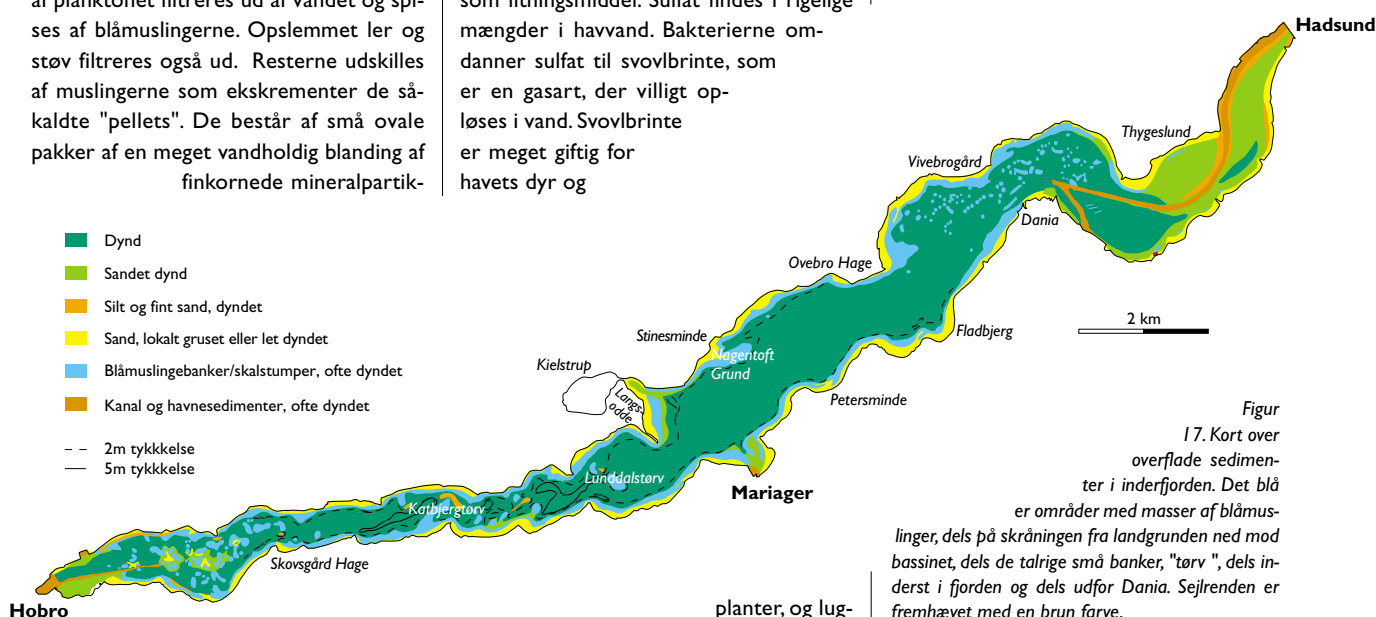 af planktonet filtreres ud af vandet og spi-
ses af blåmuslingerne. Opslemmet ler og
støv filtreres også ud. Resterne udskilles
af muslingerne som ekskrementer de så-
kaldte "pellets". De består af små ovale
pakker af en meget vandholdig blanding af
finkornede mineralpartik-
som iltningsmiddel. Sulfat findes i rigelige
mængder i havvand. Bakterierne om-
danner sulfat til svovlbrinte, som
er en gasart, der villigt op-
løses i vand. Svovlbrinte
er meget giftig for
havets dyr og
Hadsund
Thygeslund
Vivebrogård
Dania
Ovebro Hage
Fladbjerg
2 km
Stinesminde
Nagentoft
Grund
Kielstrup
Langs-
odde
Petersminde
Lunddalstørv
Mariager
Katbjergtørv
Skovsgård Hage
Hobro
Dynd
Sandet dynd
Silt og fint sand, dyndet
Sand, lokalt gruset eller let dyndet
Blåmuslingebanker/skalstumper, ofte dyndet
Kanal og havnesedimenter, ofte dyndet
2m tykkkelse
5m tykkkelse
Figur
17. Kort over
overflade sedimen-
ter i inderfjorden. Det blå
er områder med masser af blåmus-
linger, dels på skråningen fra landgrunden ned mod
bassinet, dels de talrige små banker, "tørv ", dels in-
derst i fjorden og dels udfor Dania. Sejlrenden er
fremhævet med en brun farve.
planter, og lug-